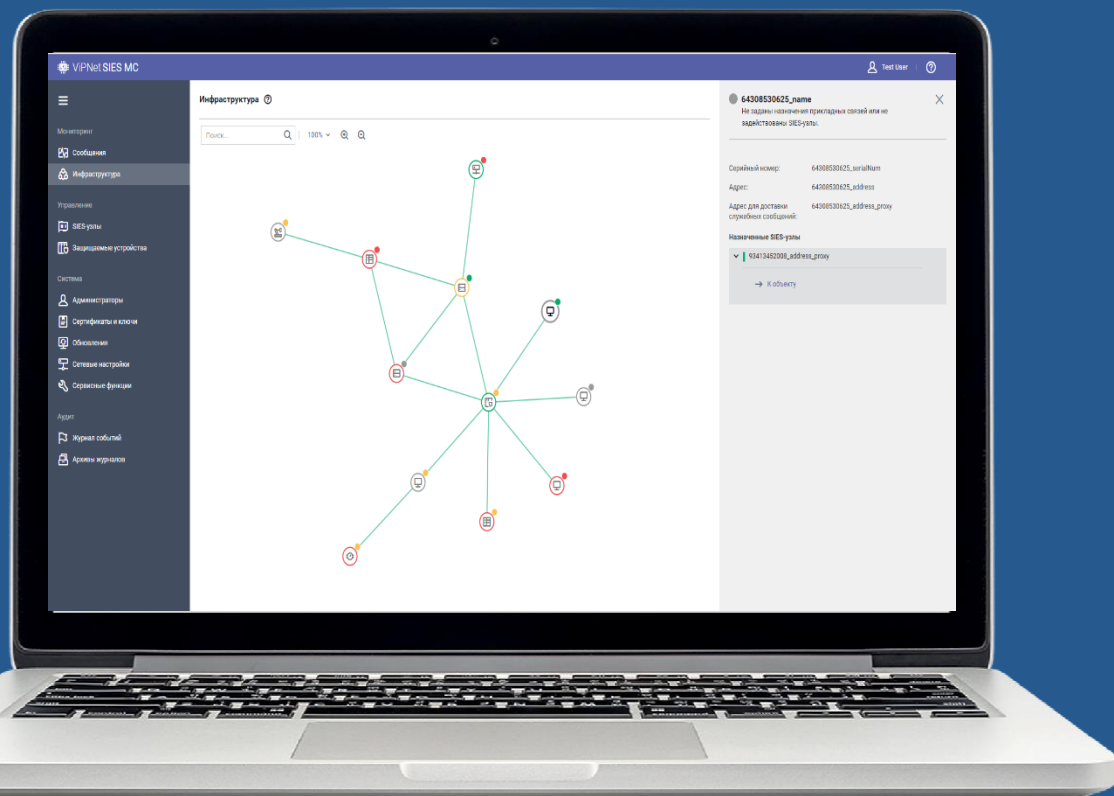 ViPNet SIES MC
Test User
Мониторинг
Сообщения
Инфраструктура
Управление
SIES-узлы
Защищаемые устройства
Система
Администраторы
Сертификаты и ключи
Обновления
Сетевые настройки
Сервисные функции
Аудит
Журнал событий
Архивы журналов
Инфраструктура
Поиск...
100%
64308530625_name
Не заданы назначения прикладных связей или не
задействованы SIES-узлы.
Серийный номер: 64308530625_serialNum
Адрес: 64308530625_address
Адрес для доставки 64308530625_address_proxy
служебных сообщений:
Назначенные SIES-узлы
93413452008_address_proxy
К объекту